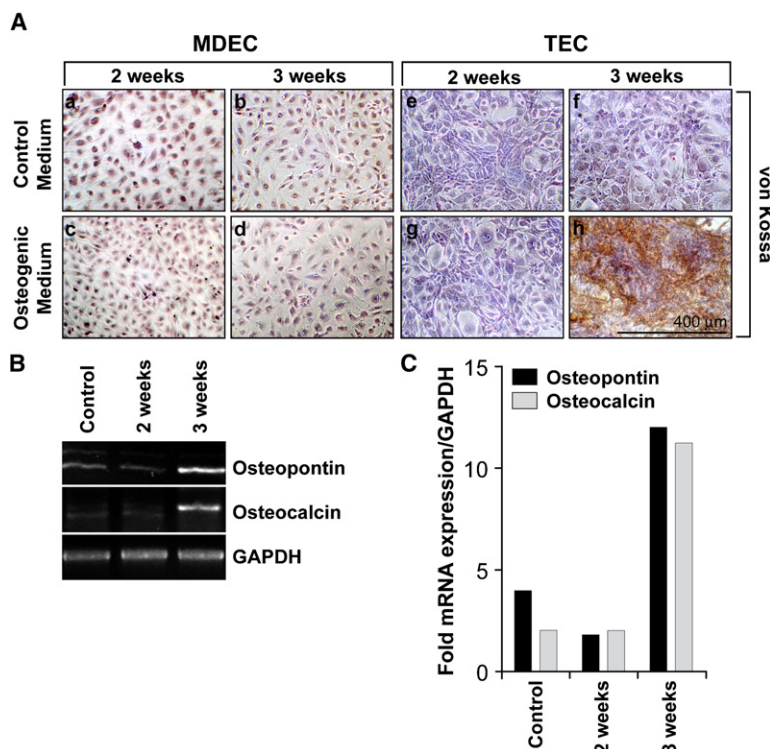 A
MDEC
TEC
2 weeks
3 weeks
2 weeks
3 weeks
Control
Medium
a
b
e
f
Osteogenic
Medium
c
d
g
h
400 µm
von Kossa
B
Control
2 weeks
3 weeks
Osteopontin
Osteocalcin
GAPDH
C
Fold mRNA expression/GAPDH
15
10
5
0
Osteopontin
Osteocalcin
Control
2 weeks
3 weeks